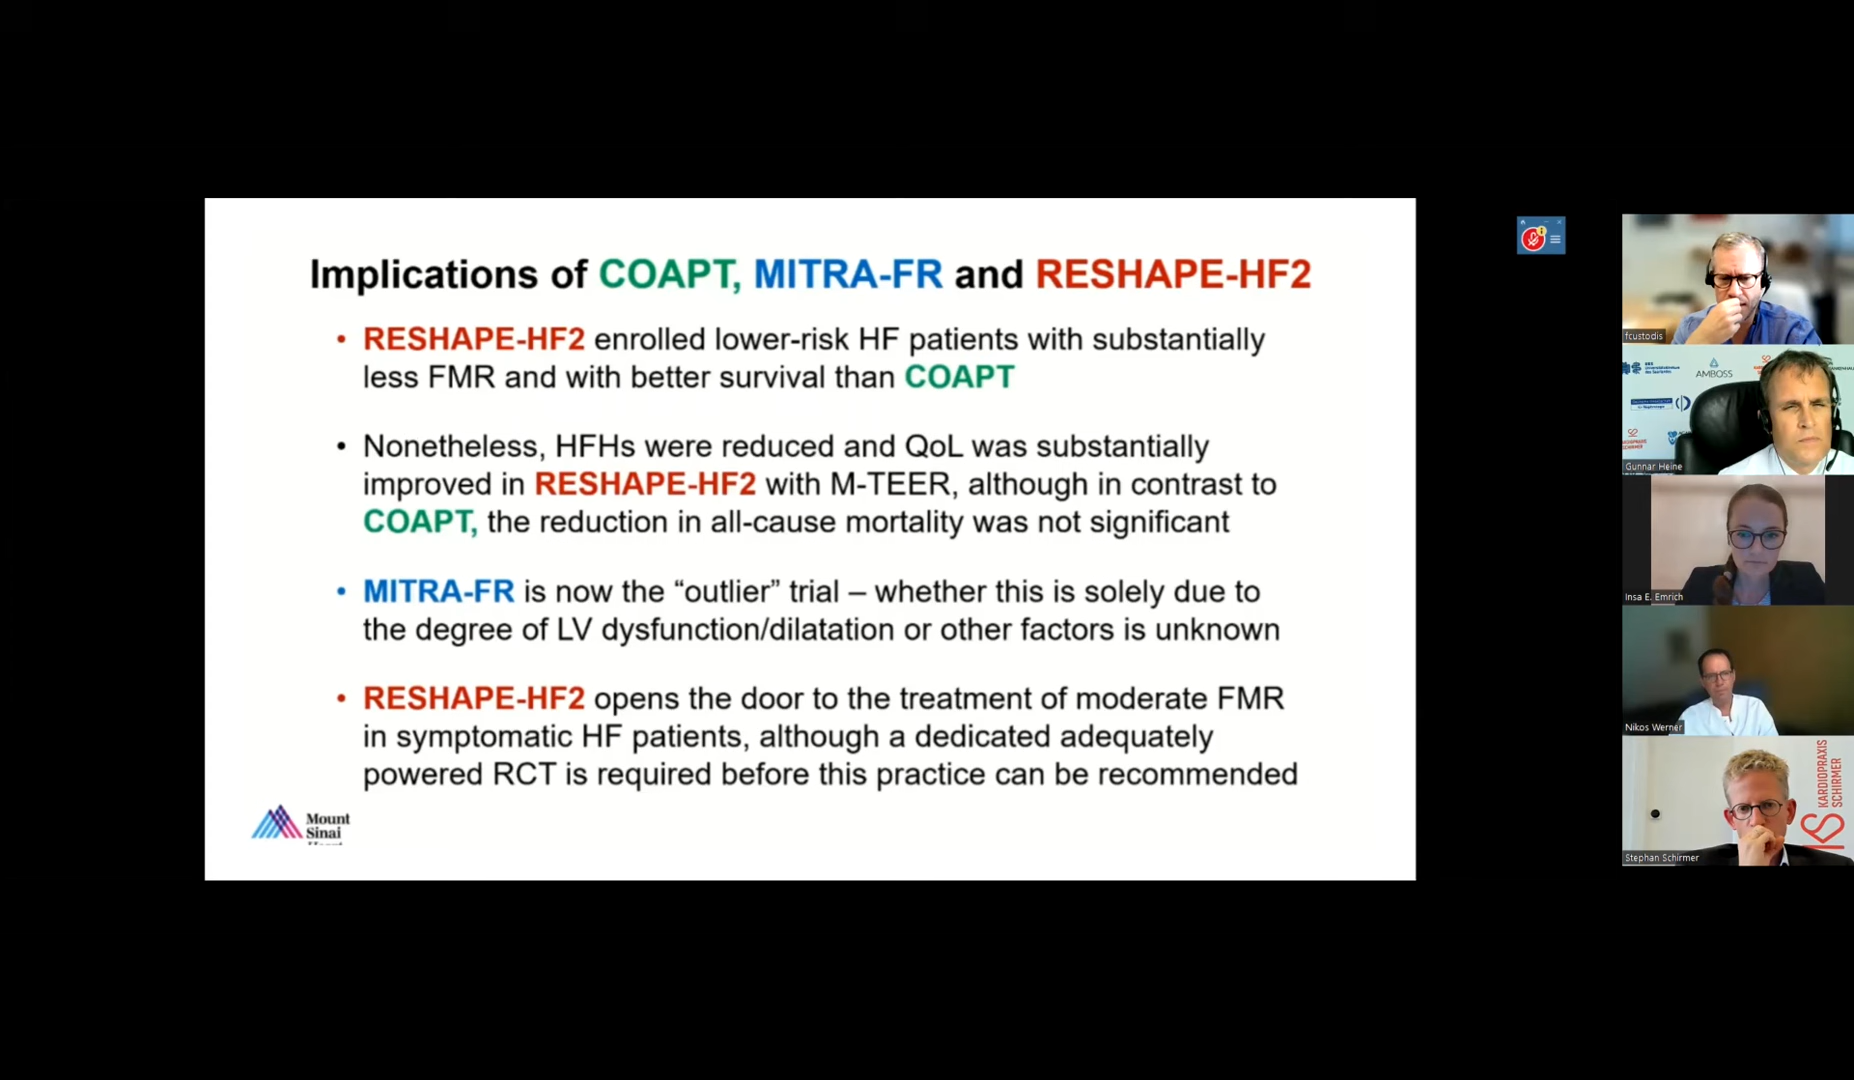 Implications of COAPT, MITRA-FR and RESHAPE-HF2
• RESHAPE-HF2 enrolled lower-risk HF patients with substantially
less FMR and with better survival than COAPT
• Nonetheless, HFHs were reduced and QoL was substantially
improved in RESHAPE-HF2 with M-TEER, although in contrast to
COAPT, the reduction in all-cause mortality was not significant
• MITRA-FR is now the “outlier” trial – whether this is solely due to
the degree of LV dysfunction/dilatation or other factors is unknown
• RESHAPE-HF2 opens the door to the treatment of moderate FMR
in symptomatic HF patients, although a dedicated adequately
powered RCT is required before this practice can be recommended
Mount
Sinai
fcustodis
AMBOSS
Gunnar Heine
Insa E. Emrich
Nikos Werner
KARDIOPRAXIS
SCHIRMER
Stephan Schirmer